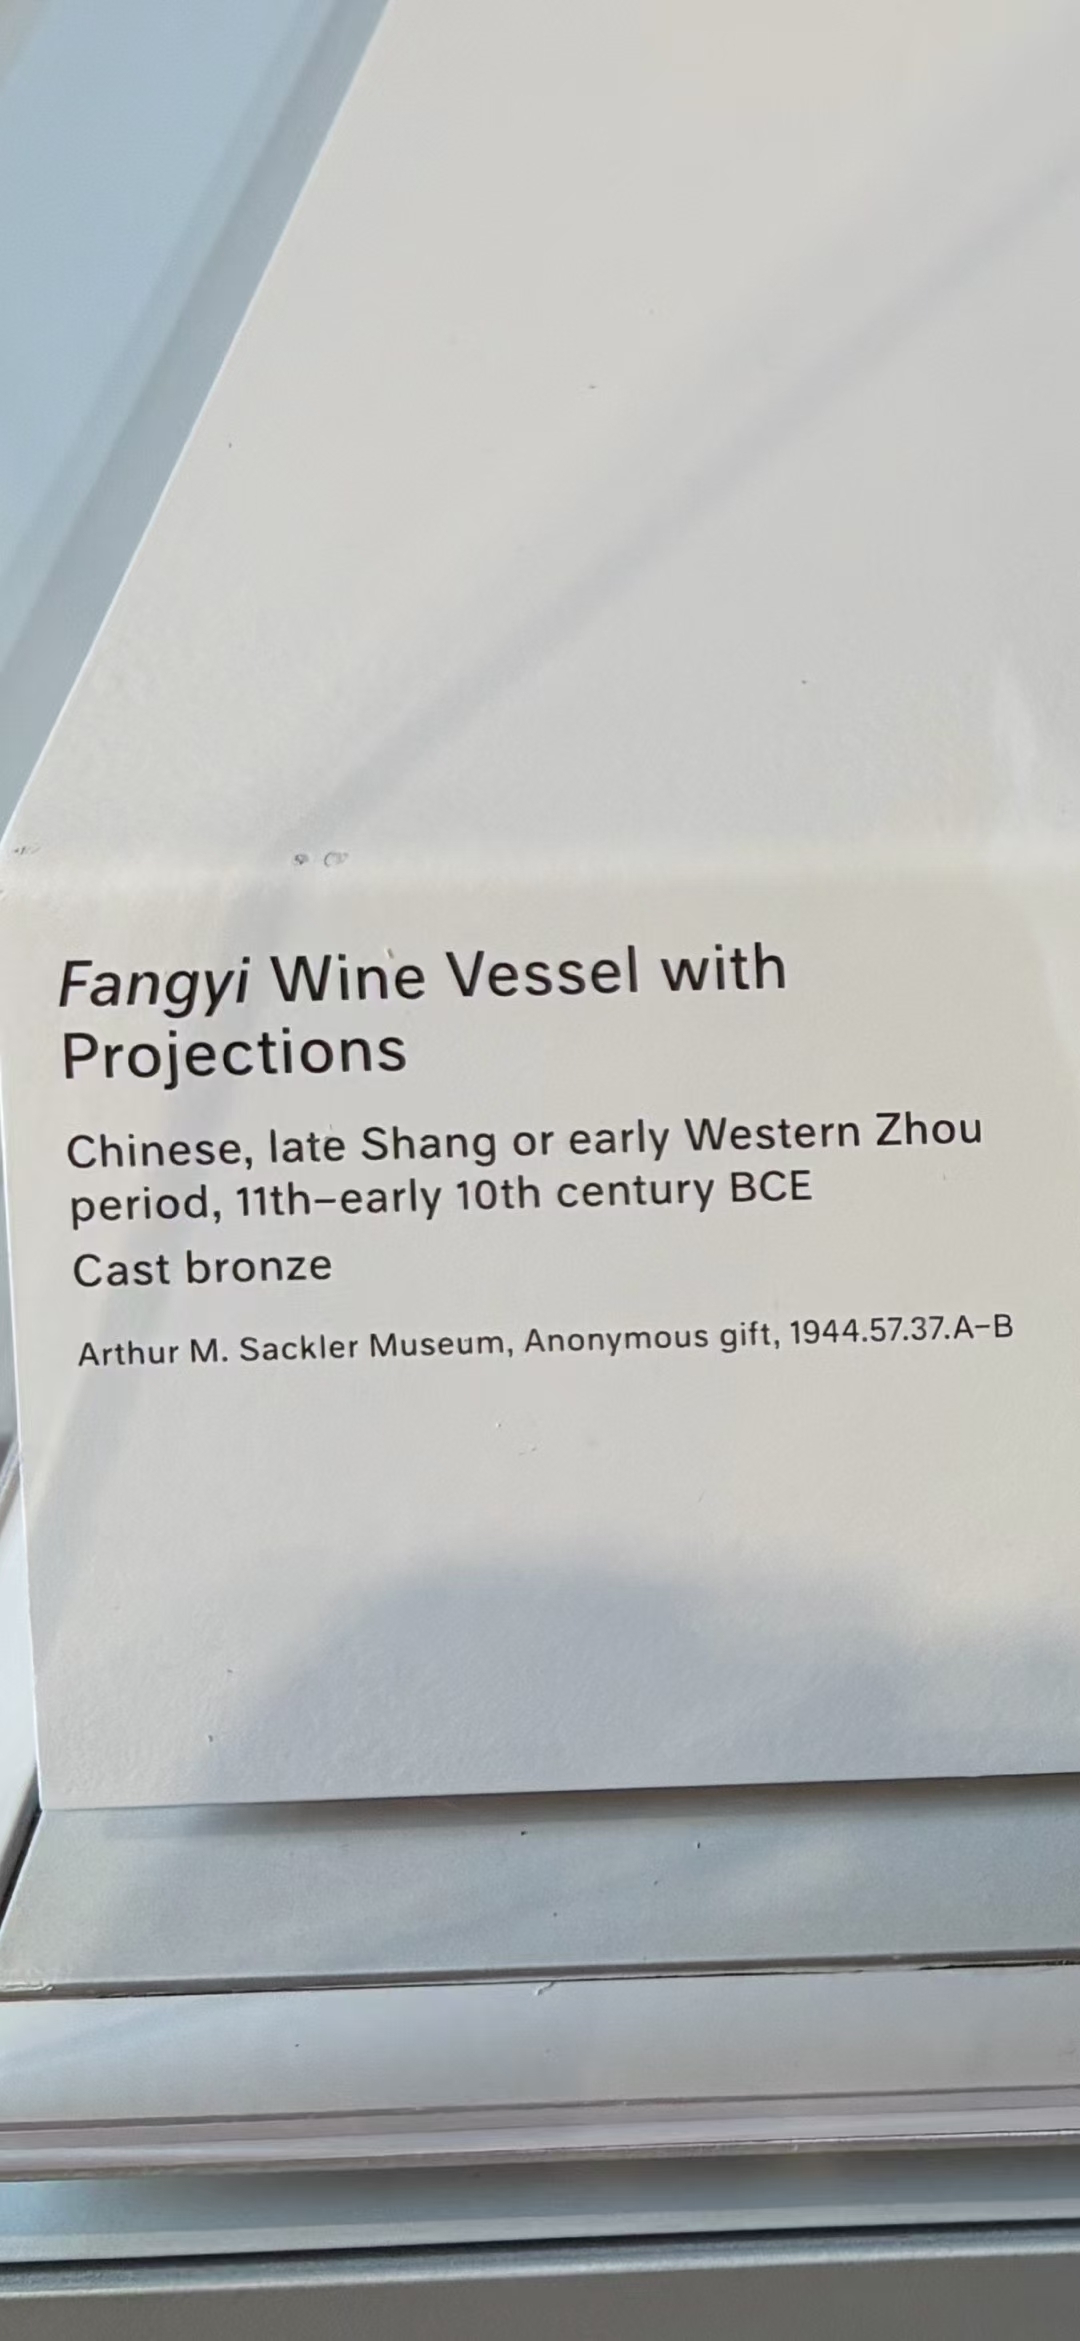 Fangyi Wine Vessel with
Projections
Chinese, late Shang or early Western Zhou
period, 11th–early 10th century BCE
Cast bronze
Arthur M. Sackler Museum, Anonymous gift, 1944.57.37.A–B